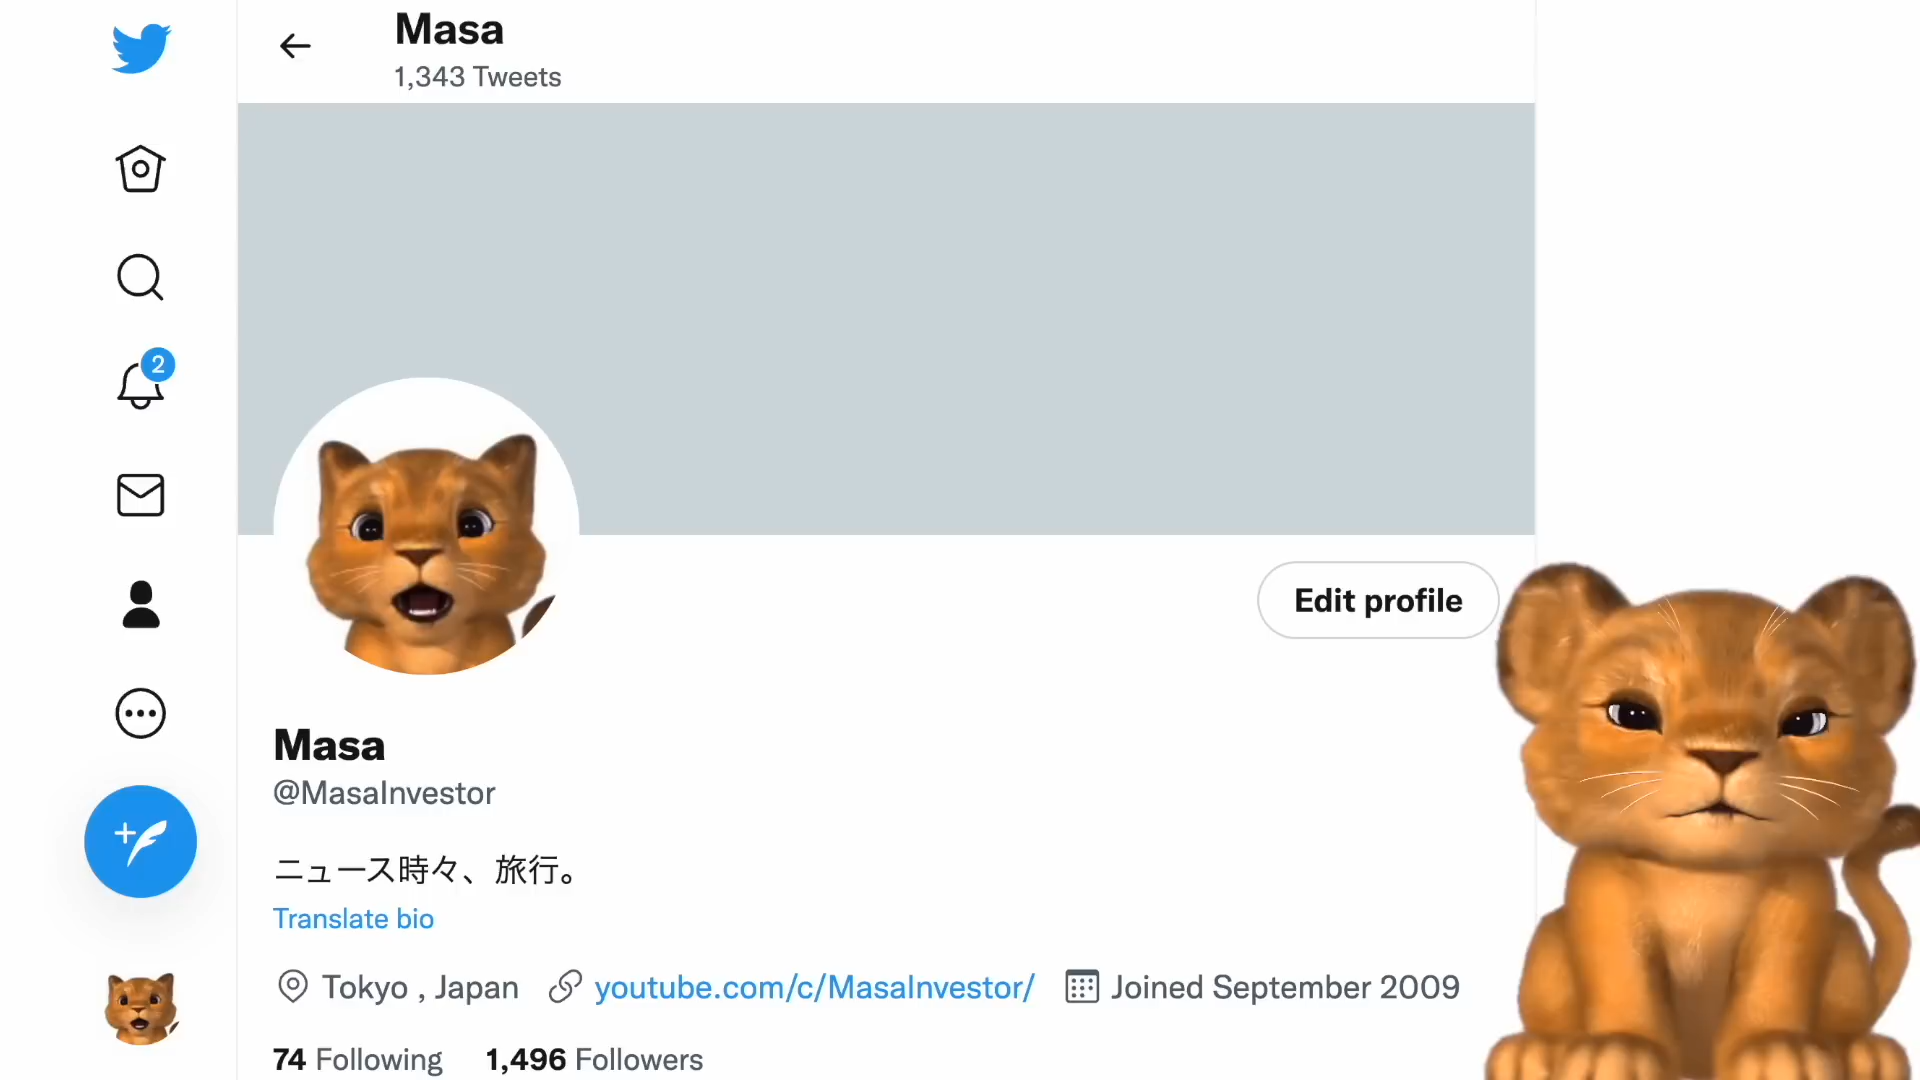 Masa
1,343 Tweets
2
Edit profile
Masa
@MasaInvestor
ニュース時々、旅行。
Translate bio
Tokyo , Japan youtube.com/c/MasaInvestor/ Joined September 2009
74 Following 1,496 Followers